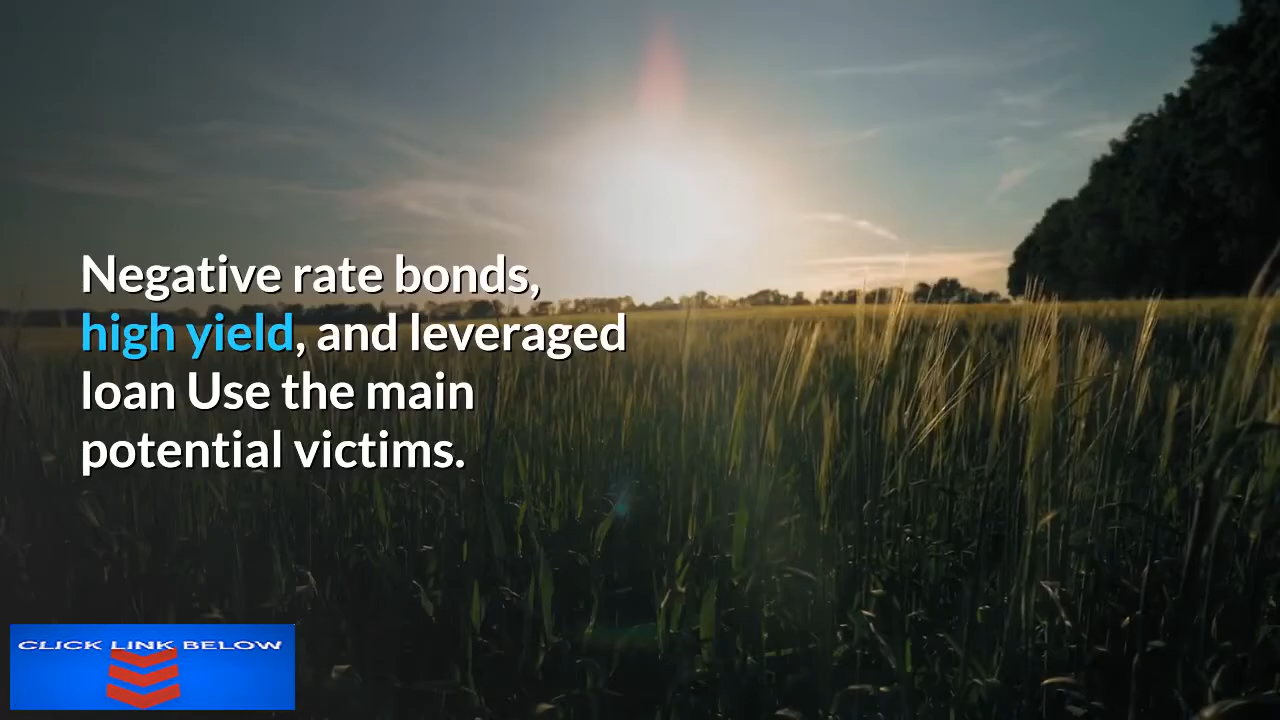 Negative rate bonds,
high yield, and leveraged
loan Use the main
potential victims.
CLICK LINK BELOW